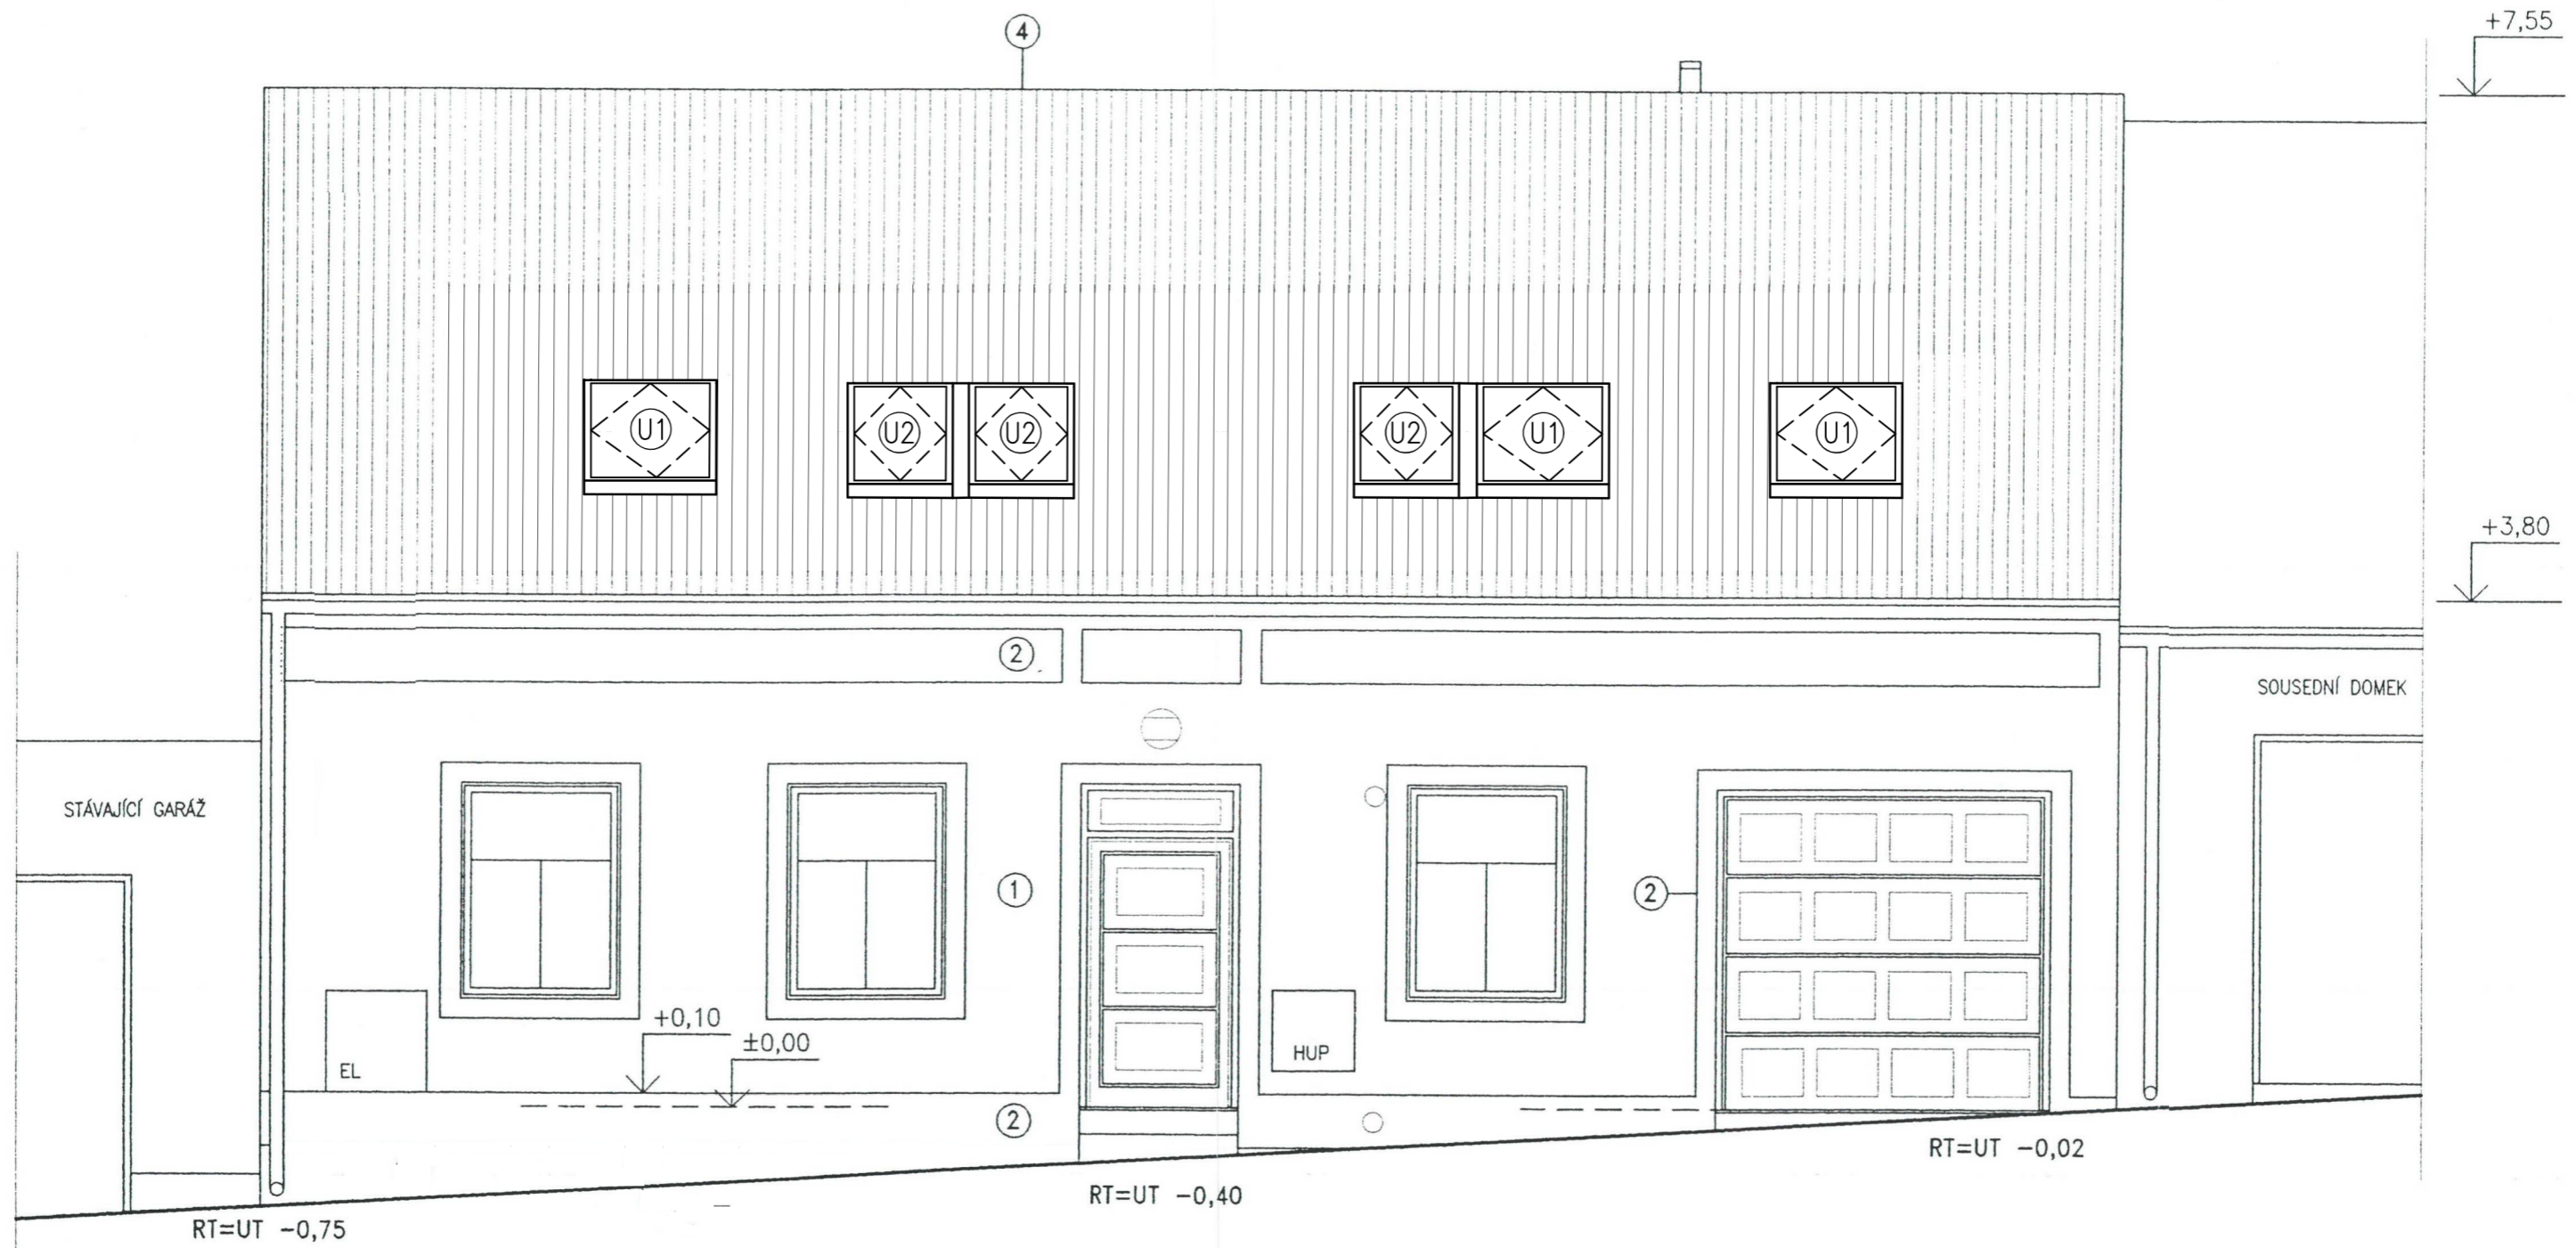 +7,55
4
U1
U2
U2
U2
U1
U1
+3,80
2
SOUSEDNÍ DOMEK
STÁVAJÍCÍ GARÁŽ
1
2
+0,10
±0,00
EL
HUP
2
RT=UT -0,02
RT=UT -0,40
RT=UT -0,75